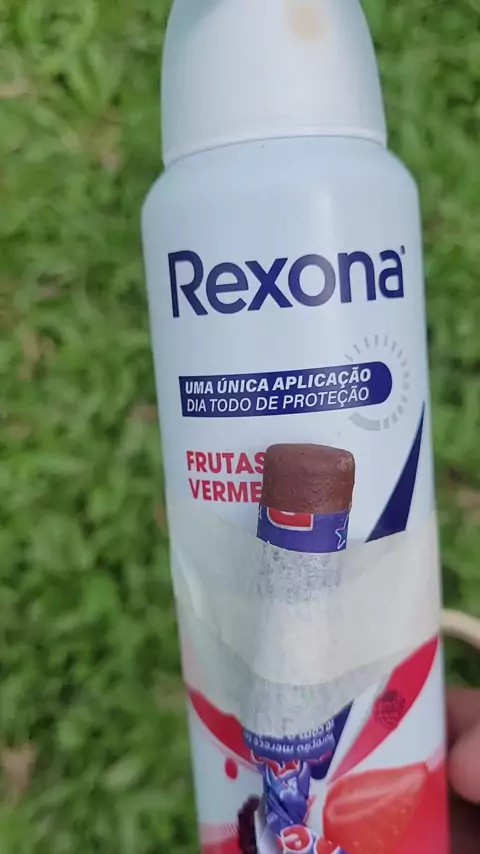 Rexona
UMA ÚNICA APLICAÇÃO
DIA TODO DE PROTEÇÃO
FRUTAS
VERME